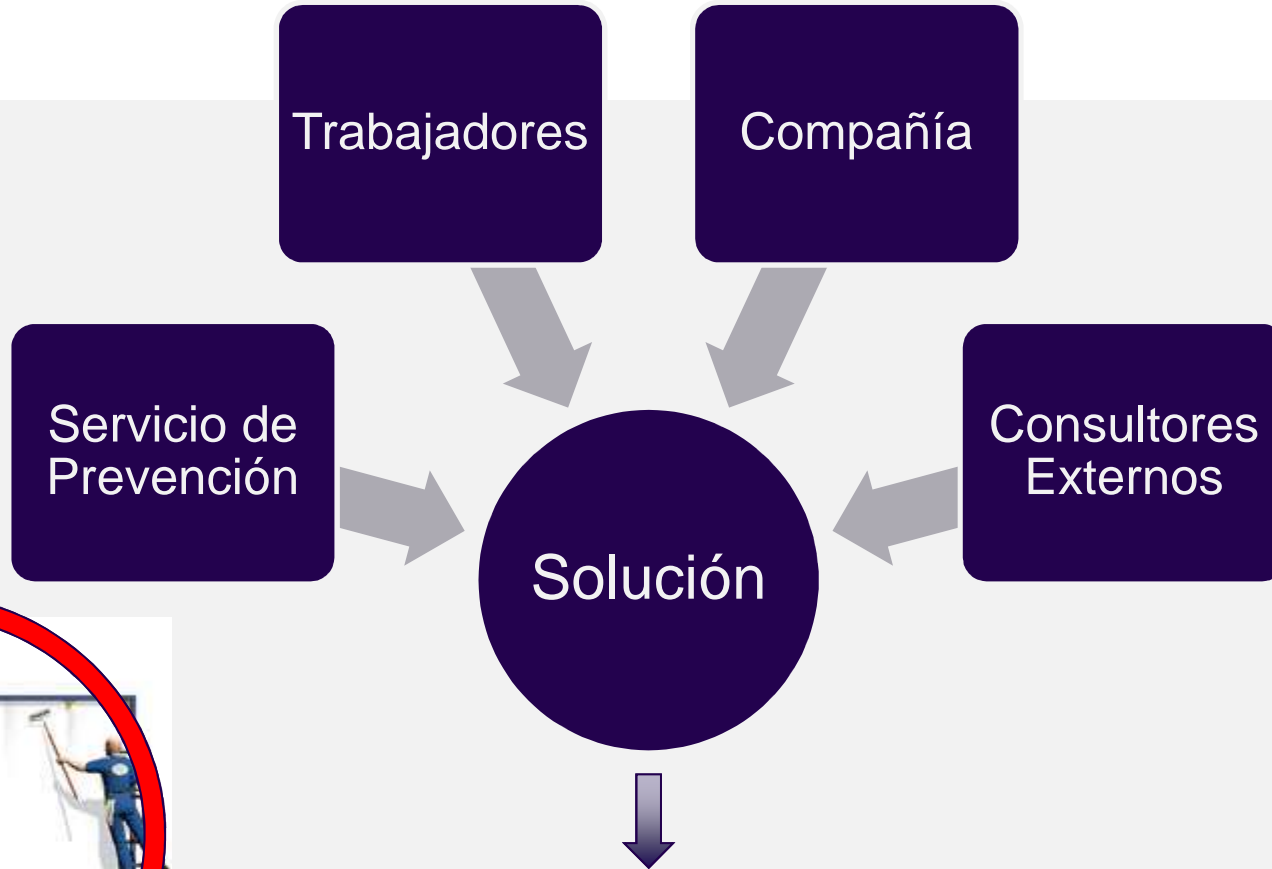 Trabajadores
Compañía
Servicio de
Prevención
Consultores
Externos
Solución